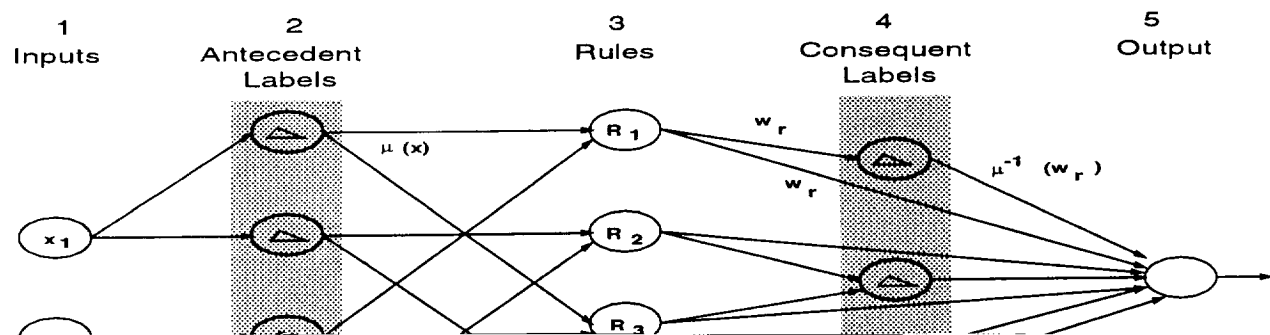 1
Inputs
2
Antecedent
Labels
3
Rules
4
Consequent
Labels
5
Output
R 1
μ (x)
w r
w r
μ-1 (w r )
x 1
R 2
R 3